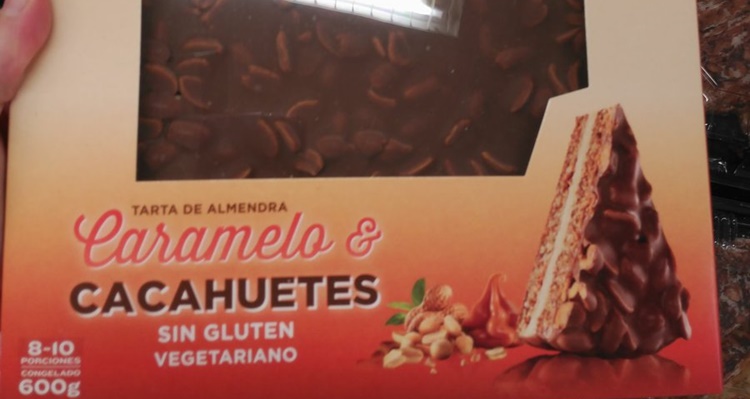 TARTA DE ALMENDRA
Caramelo &
CACAHUETES
SIN GLUTEN
VEGETARIANO
8-10
PORCIONES
CONGELADO
600g